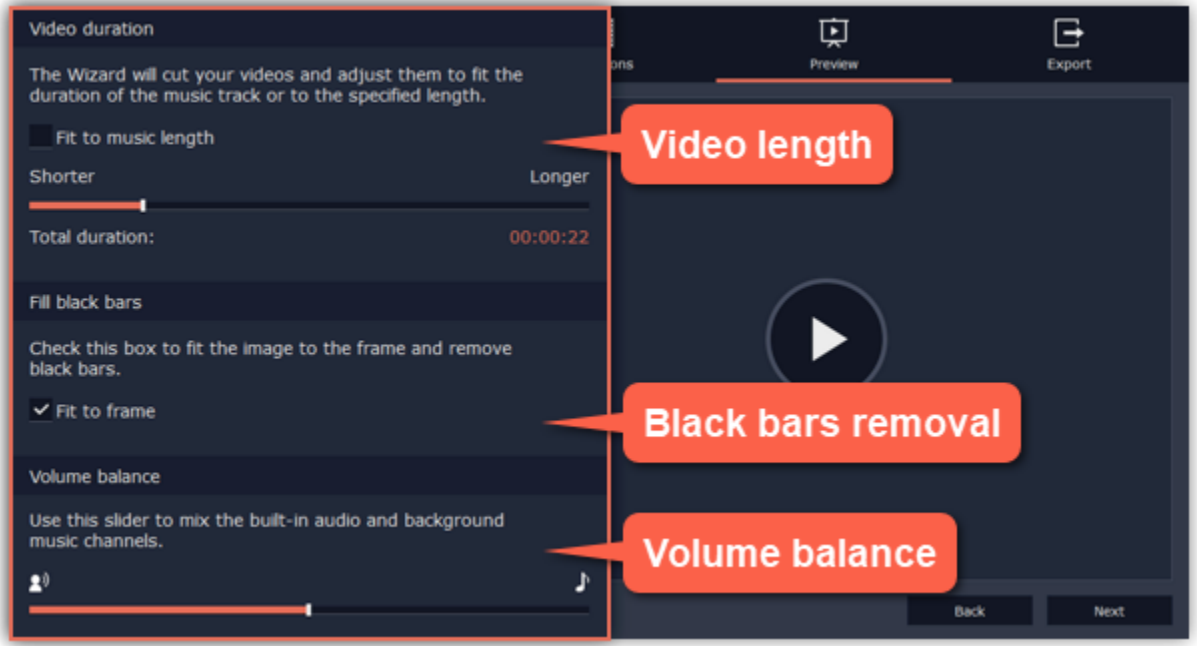 Video duration
The Wizard will cut your videos and adjust them to fit the
duration of the music track or to the specified length.
Fit to music length
Shorter
Longer
Total duration:
00:00:22
Fill black bars
Check this box to fit the image to the frame and remove
black bars.
Fit to frame
Volume balance
Use this slider to mix the built-in audio and background
music channels.
ons
Preview
Export
Video length
Black bars removal
Volume balance
Back
Next